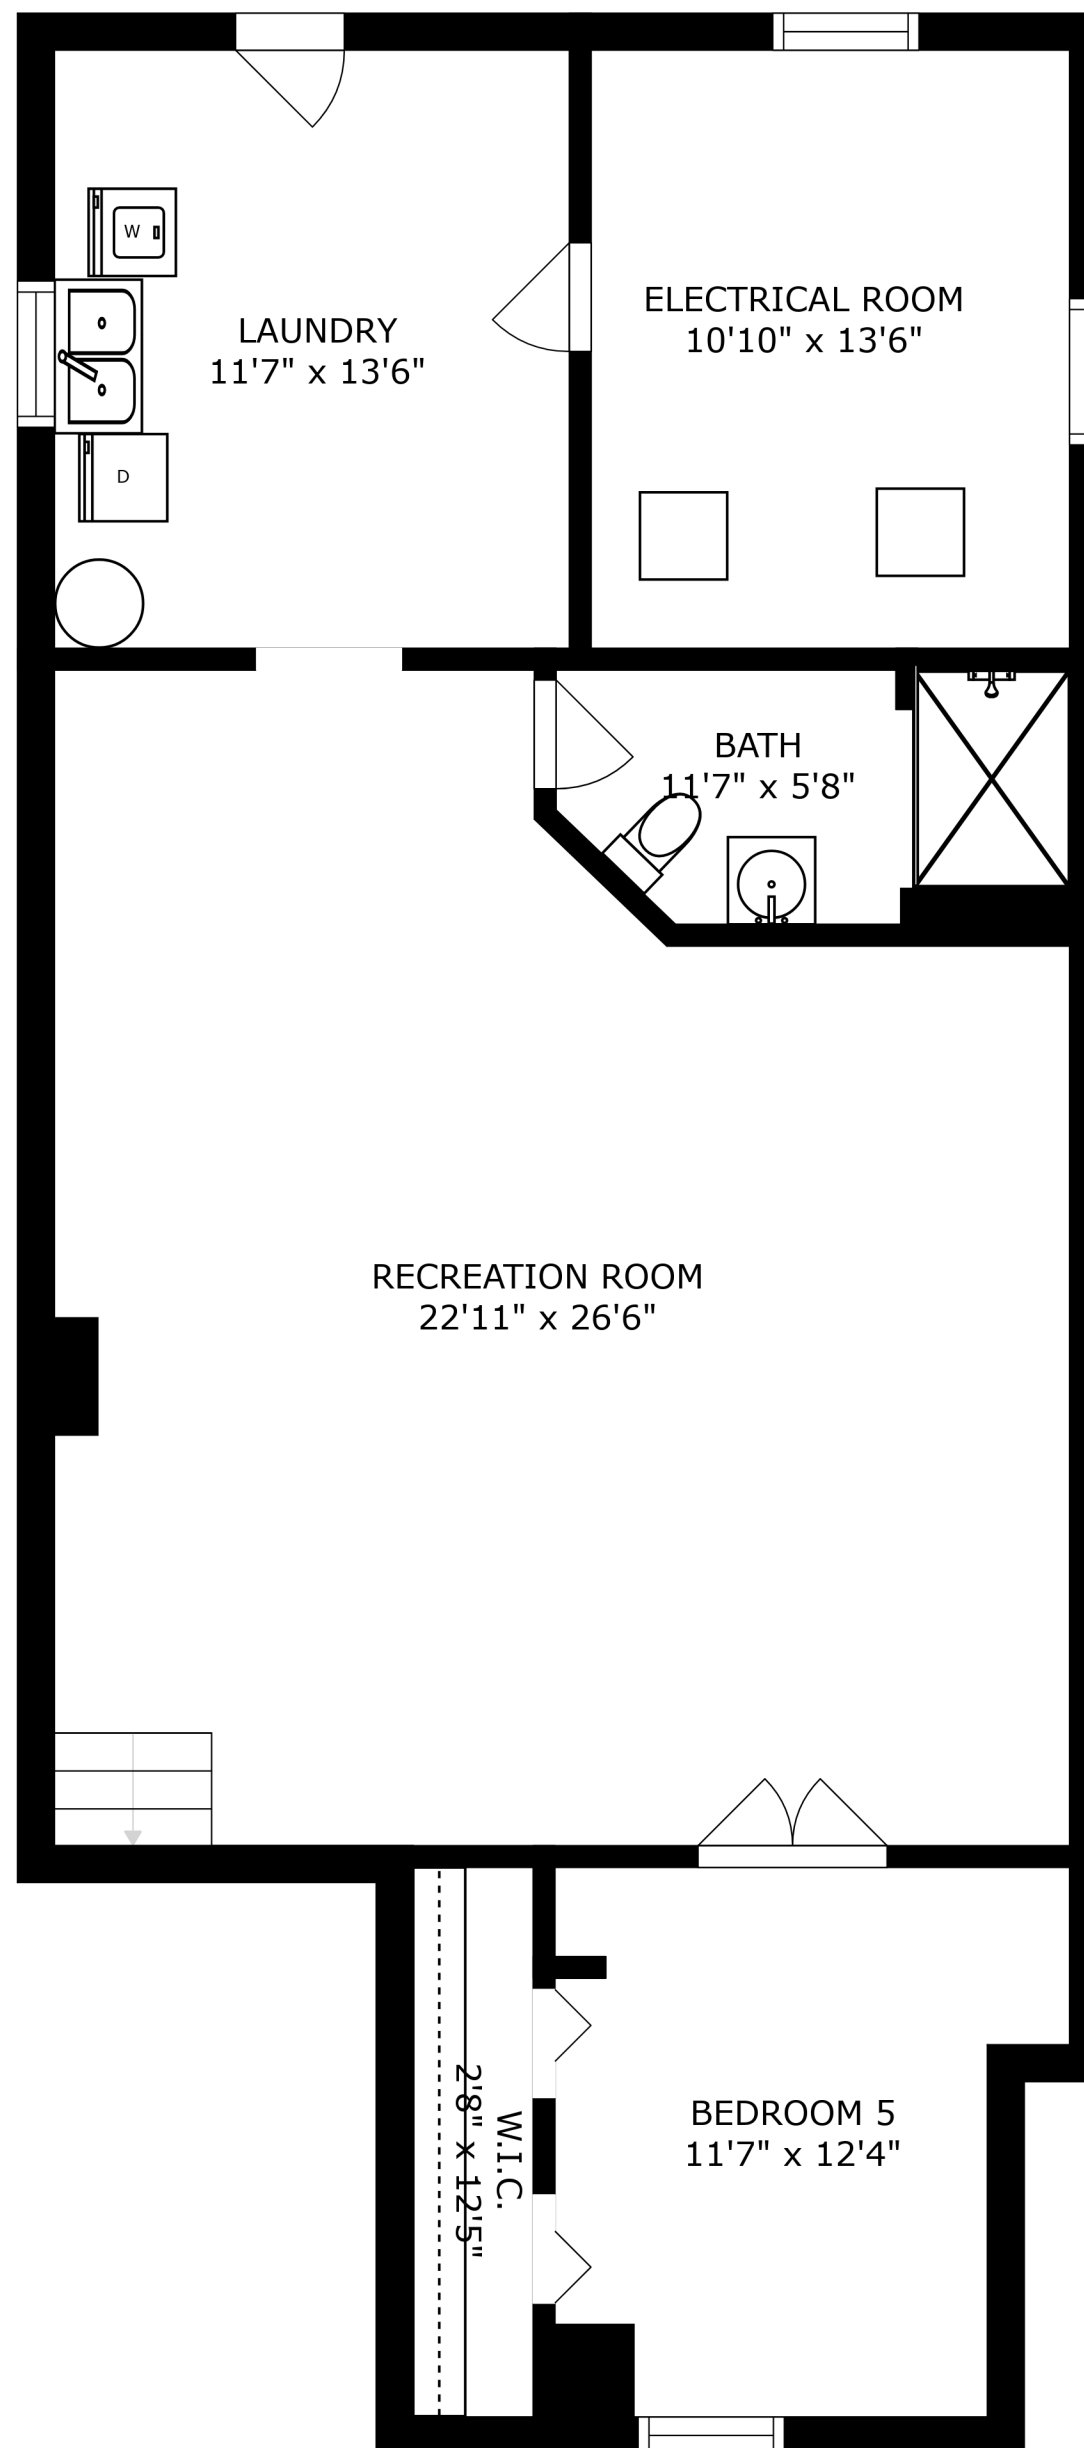 W
LAUNDRY
11'7" x 13'6"
D
ELECTRICAL ROOM
10'10" x 13'6"
BATH
11'7" x 5'8"
RECREATION ROOM
22'11" x 26'6"
W.I.C.
2'8" x 12'5"
BEDROOM 5
11'7" x 12'4"